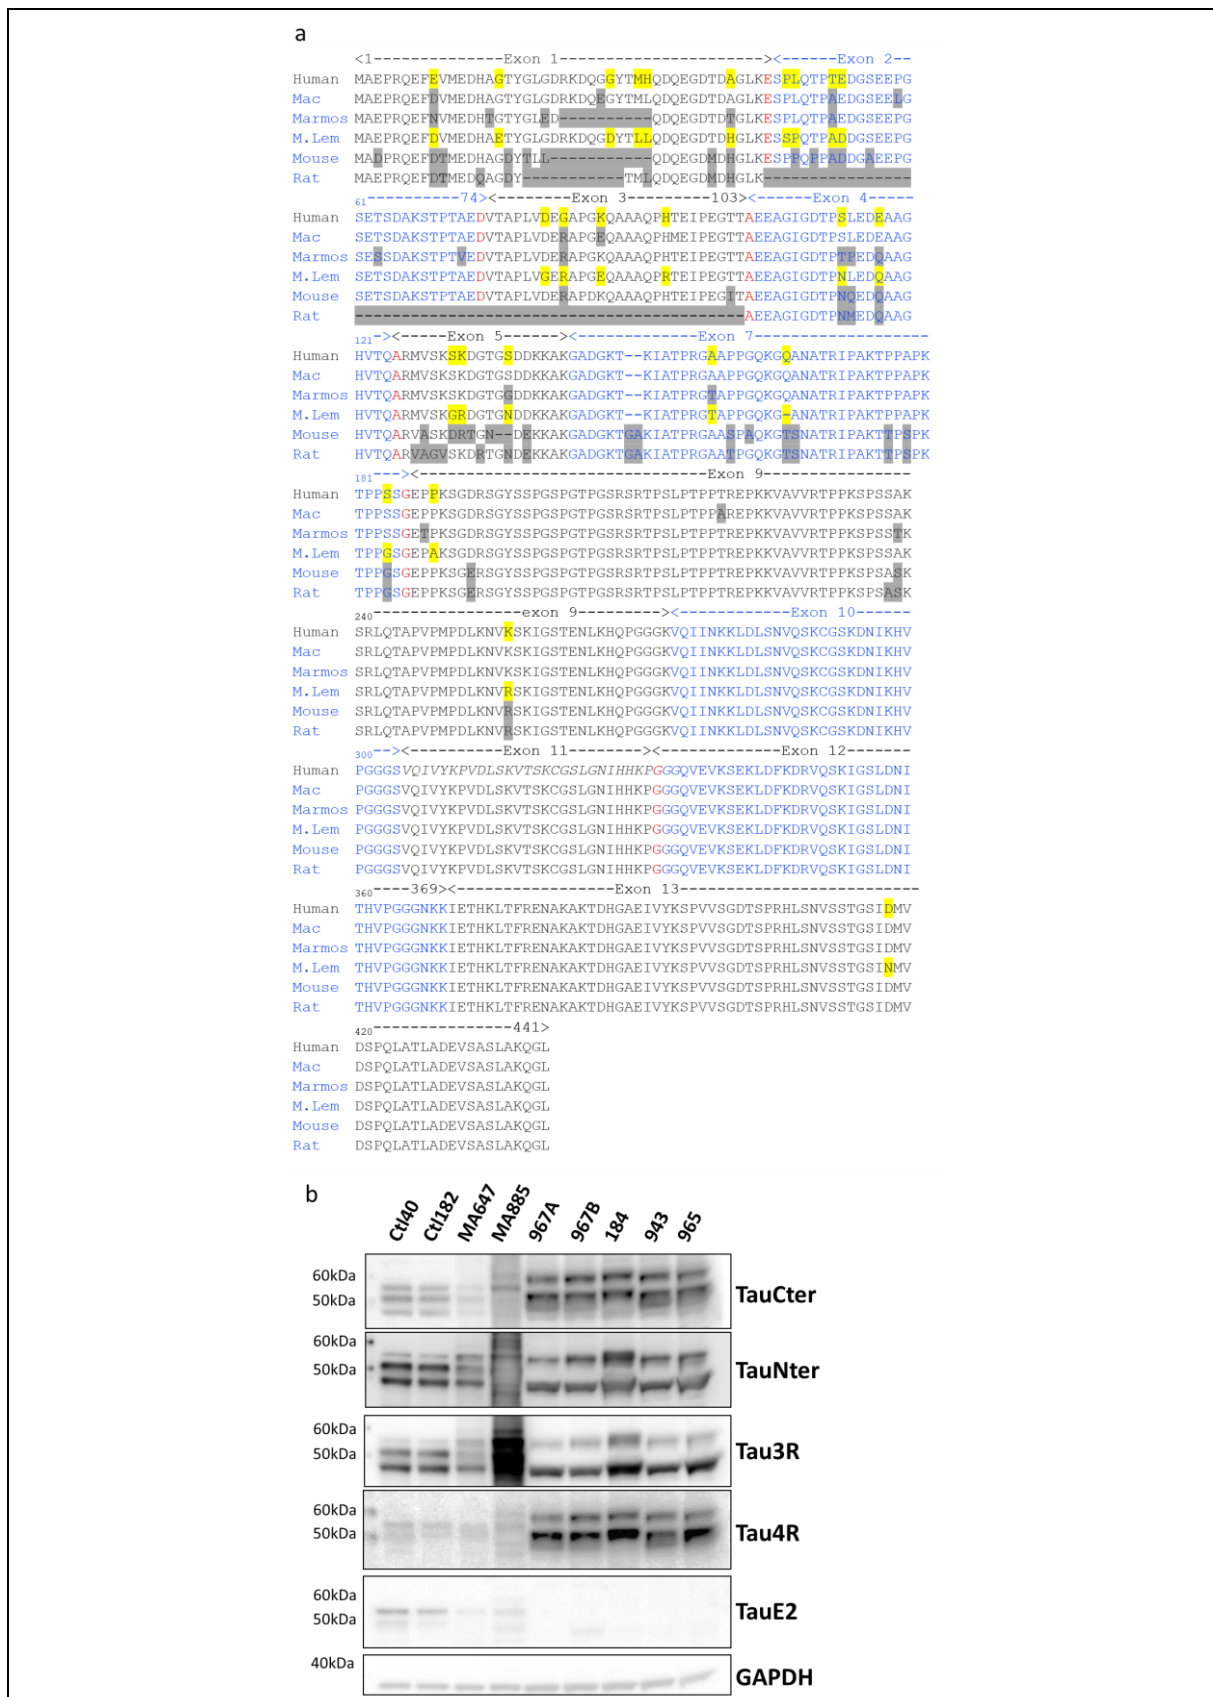 a
<1--------------Exon 1---------------------><------Exon 2--
Human MAEPRQEFEVMEDHAGTYGLGDRKDQGGYTMHQDQEGDTDAGLKESPLQTPTEDGSEEPG
Mac MAEPRQEFDVMEDHAGTYGLGDRKDQEGYTMLQDQEGDTDAGLKESPLQTPAEDGSEELG
Marmos MAEPRQEFNVMEDHTGTYGLED----------QDQEGDTDTGLKESPLQTPAEDGSEEPG
M.Lem MAEPRQEFDVMEDHAETYGLGDRKDQGDYTLLQDQEGDTDHGLKESSPQTPADDGSEEPG
Mouse MADPRQEFDTMEDHAGDYTLL-----------QDQEGDMDHGLKESPPQPPADDGAEEPG
Rat MAEPRQEFDTMEDQAGDY-----------TMLQDQEGDMDHGLK----------------
61---------74><--------Exon 3---------103><---------Exon 4-----
Human SETSDAKSTPTAEDVTAPLVDEGAPGKQAAAQPHTEIPEGTTAEEAGIGDTPSLEDEAAG
Mac SETSDAKSTPTAEDVTAPLVDERAPGEQAAAQPHMEIPEGTTAEEAGIGDTPSLEDEAAG
Marmos SESSDAKSTPTVEDVTAPLVDERAPGKQAAAQPHTEIPEGTTAEEAGIGDTPTPEDQAAG
M.Lem SETSDAKSTPTAEDVTAPLVGERAPGEQAAAQPRTEIPEGTTAEEAGIGDTPNLEDQAAG
Mouse SETSDAKSTPTAEDVTAPLVDERAPDKQAAAQPHTEIPEGITAEEAGIGDTPNQEDQAAG
Rat ------------------------------------------AEEAGIGDTPNMEDQAAG
121-><-----Exon 5------><-------------Exon 7-----------------
Human HVTQARMVSKSKDGTGSDDKKAKGADGKT--KIATPRGAAPPGQKGQANATRIPAKTPPAPK
Mac HVTQARMVSKSKDGTGSDDKKAKGADGKT--KIATPRGAAPPGQKGQANATRIPAKTPPAPK
Marmos HVTQARMVSKSKDGTGGDDKKAKGADGKT--KIATPRGTAPPGQKGQANATRIPAKTPPAPK
M.Lem HVTQARMVSKGRDGTGNDDKKAKGADGKT--KIATPRGTAPPGQKG-ANATRIPAKTPPAPK
Mouse HVTQARVASKDRTGN--DEKKAKGADGKTGAKIATPRGAASPAQKGTSNATRIPAKTTPSPK
Rat HVTQARVAGVSKDRTGNDEKKAKGADGKTGAKIATPRGAATPGQKGTSNATRIPAKTTPSPK
181--><-------------------------------Exon 9----------------
Human TPPSSGEPPKSGDRSGYSSPGSPGTPGSRSRTPSLPTPPTREPKKVAVVRTPPKSPSSAK
Mac TPPSSGEPPKSGDRSGYSSPGSPGTPGSRSRTPSLPTPPAREPKKVAVVRTPPKSPSSAK
Marmos TPPSSGETPKSGDRSGYSSPGSPGTPGSRSRTPSLPTPPTREPKKVAVVRTPPKSPSSTK
M.Lem TPPGSGEPAKSGDRSGYSSPGSPGTPGSRSRTPSLPTPPTREPKKVAVVRTPPKSPSSAK
Mouse TPPGSGEPPKSGERSGYSSPGSPGTPGSRSRTPSLPTPPTREPKKVAVVRTPPKSPSASK
Rat TPPGSGEPPKSGERSGYSSPGSPGTPGSRSRTPSLPTPPTREPKKVAVVRTPPKSPSASK
240----------------exon 9---------------><------------Exon 10------
Human SRLQTAPVPMPDLKNVKSKIGSTENLKHQPGGGKVQIINKKLDLSNVQSKCGSKDNIKHV
Mac SRLQTAPVPMPDLKNVKSKIGSTENLKHQPGGGKVQIINKKLDLSNVQSKCGSKDNIKHV
Marmos SRLQTAPVPMPDLKNVKSKIGSTENLKHQPGGGKVQIINKKLDLSNVQSKCGSKDNIKHV
M.Lem SRLQTAPVPMPDLKNVRSKIGSTENLKHQPGGGKVQIINKKLDLSNVQSKCGSKDNIKHV
Mouse SRLQTAPVPMPDLKNVRSKIGSTENLKHQPGGGKVQIINKKLDLSNVQSKCGSKDNIKHV
Rat SRLQTAPVPMPDLKNVRSKIGSTENLKHQPGGGKVQIINKKLDLSNVQSKCGSKDNIKHV
300--><----------Exon 11---------><-------------Exon 12-------
Human PGGGSVQIVYKPVDLSKVTSKCGSLGNIHHKPGGGQVEVKSEKLDFKDRVQSKIGSLDNI
Mac PGGGSVQIVYKPVDLSKVTSKCGSLGNIHHKPGGGQVEVKSEKLDFKDRVQSKIGSLDNI
Marmos PGGGSVQIVYKPVDLSKVTSKCGSLGNIHHKPGGGQVEVKSEKLDFKDRVQSKIGSLDNI
M.Lem PGGGSVQIVYKPVDLSKVTSKCGSLGNIHHKPGGGQVEVKSEKLDFKDRVQSKIGSLDNI
Mouse PGGGSVQIVYKPVDLSKVTSKCGSLGNIHHKPGGGQVEVKSEKLDFKDRVQSKIGSLDNI
Rat PGGGSVQIVYKPVDLSKVTSKCGSLGNIHHKPGGGQVEVKSEKLDFKDRVQSKIGSLDNI
360----369><-----------------Exon 13--------------------------
Human THVPGGGNKKIETHKLTFRENAKAKTDHGAEIVYKSPVVSGDTSPRHLSNVSSTGSIDMV
Mac THVPGGGNKKIETHKLTFRENAKAKTDHGAEIVYKSPVVSGDTSPRHLSNVSSTGSIDMV
Marmos THVPGGGNKKIETHKLTFRENAKAKTDHGAEIVYKSPVVSGDTSPRHLSNVSSTGSIDMV
M.Lem THVPGGGNKKIETHKLTFRENAKAKTDHGAEIVYKSPVVSGDTSPRHLSNVSSTGSINMV
Mouse THVPGGGNKKIETHKLTFRENAKAKTDHGAEIVYKSPVVSGDTSPRHLSNVSSTGSIDMV
Rat THVPGGGNKKIETHKLTFRENAKAKTDHGAEIVYKSPVVSGDTSPRHLSNVSSTGSIDMV
420---------------441>
Human DSPQLATLADEVSASLAKQGL
Mac DSPQLATLADEVSASLAKQGL
Marmos DSPQLATLADEVSASLAKQGL
M.Lem DSPQLATLADEVSASLAKQGL
Mouse DSPQLATLADEVSASLAKQGL
Rat DSPQLATLADEVSASLAKQGL
b
Ctl40 Ctl182 MA647 MA885 967A 967B 184 943 965
60kDa
50kDa
TauCter
60kDa
50kDa
TauNter
60kDa
50kDa
Tau3R
60kDa
50kDa
Tau4R
60kDa
50kDa
TauE2
40kDa
GAPDH